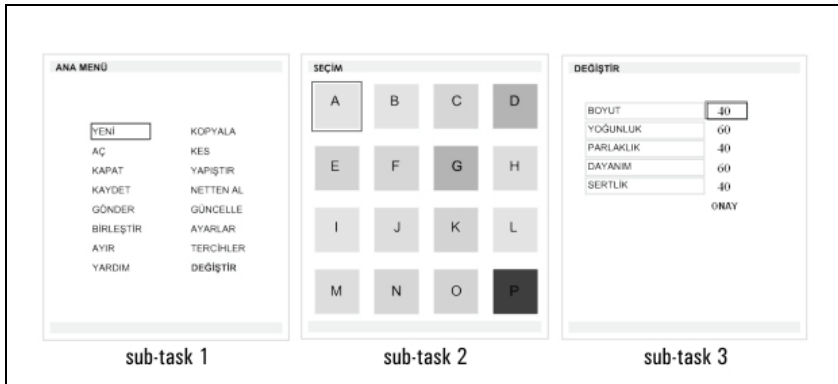 ANA MENÜ
YENİ KOPYALA
AÇ KES
KAPAT YAPIŞTIR
KAYDET NETTEN AL
GÖNDER GÜNCELLE
BİRLEŞTİR AYARLAR
AYIR TERCİHLER
YARDIM DEĞİŞTİR
sub-task 1
SEÇİM
A B C D
E F G H
I J K L
M N O P
sub-task 2
DEĞİŞTİR
BOYUT 40
YOĞUNLUK 60
PARLAKLIK 40
DAYANIM 60
SERTLİK 40
ONAY
sub-task 3